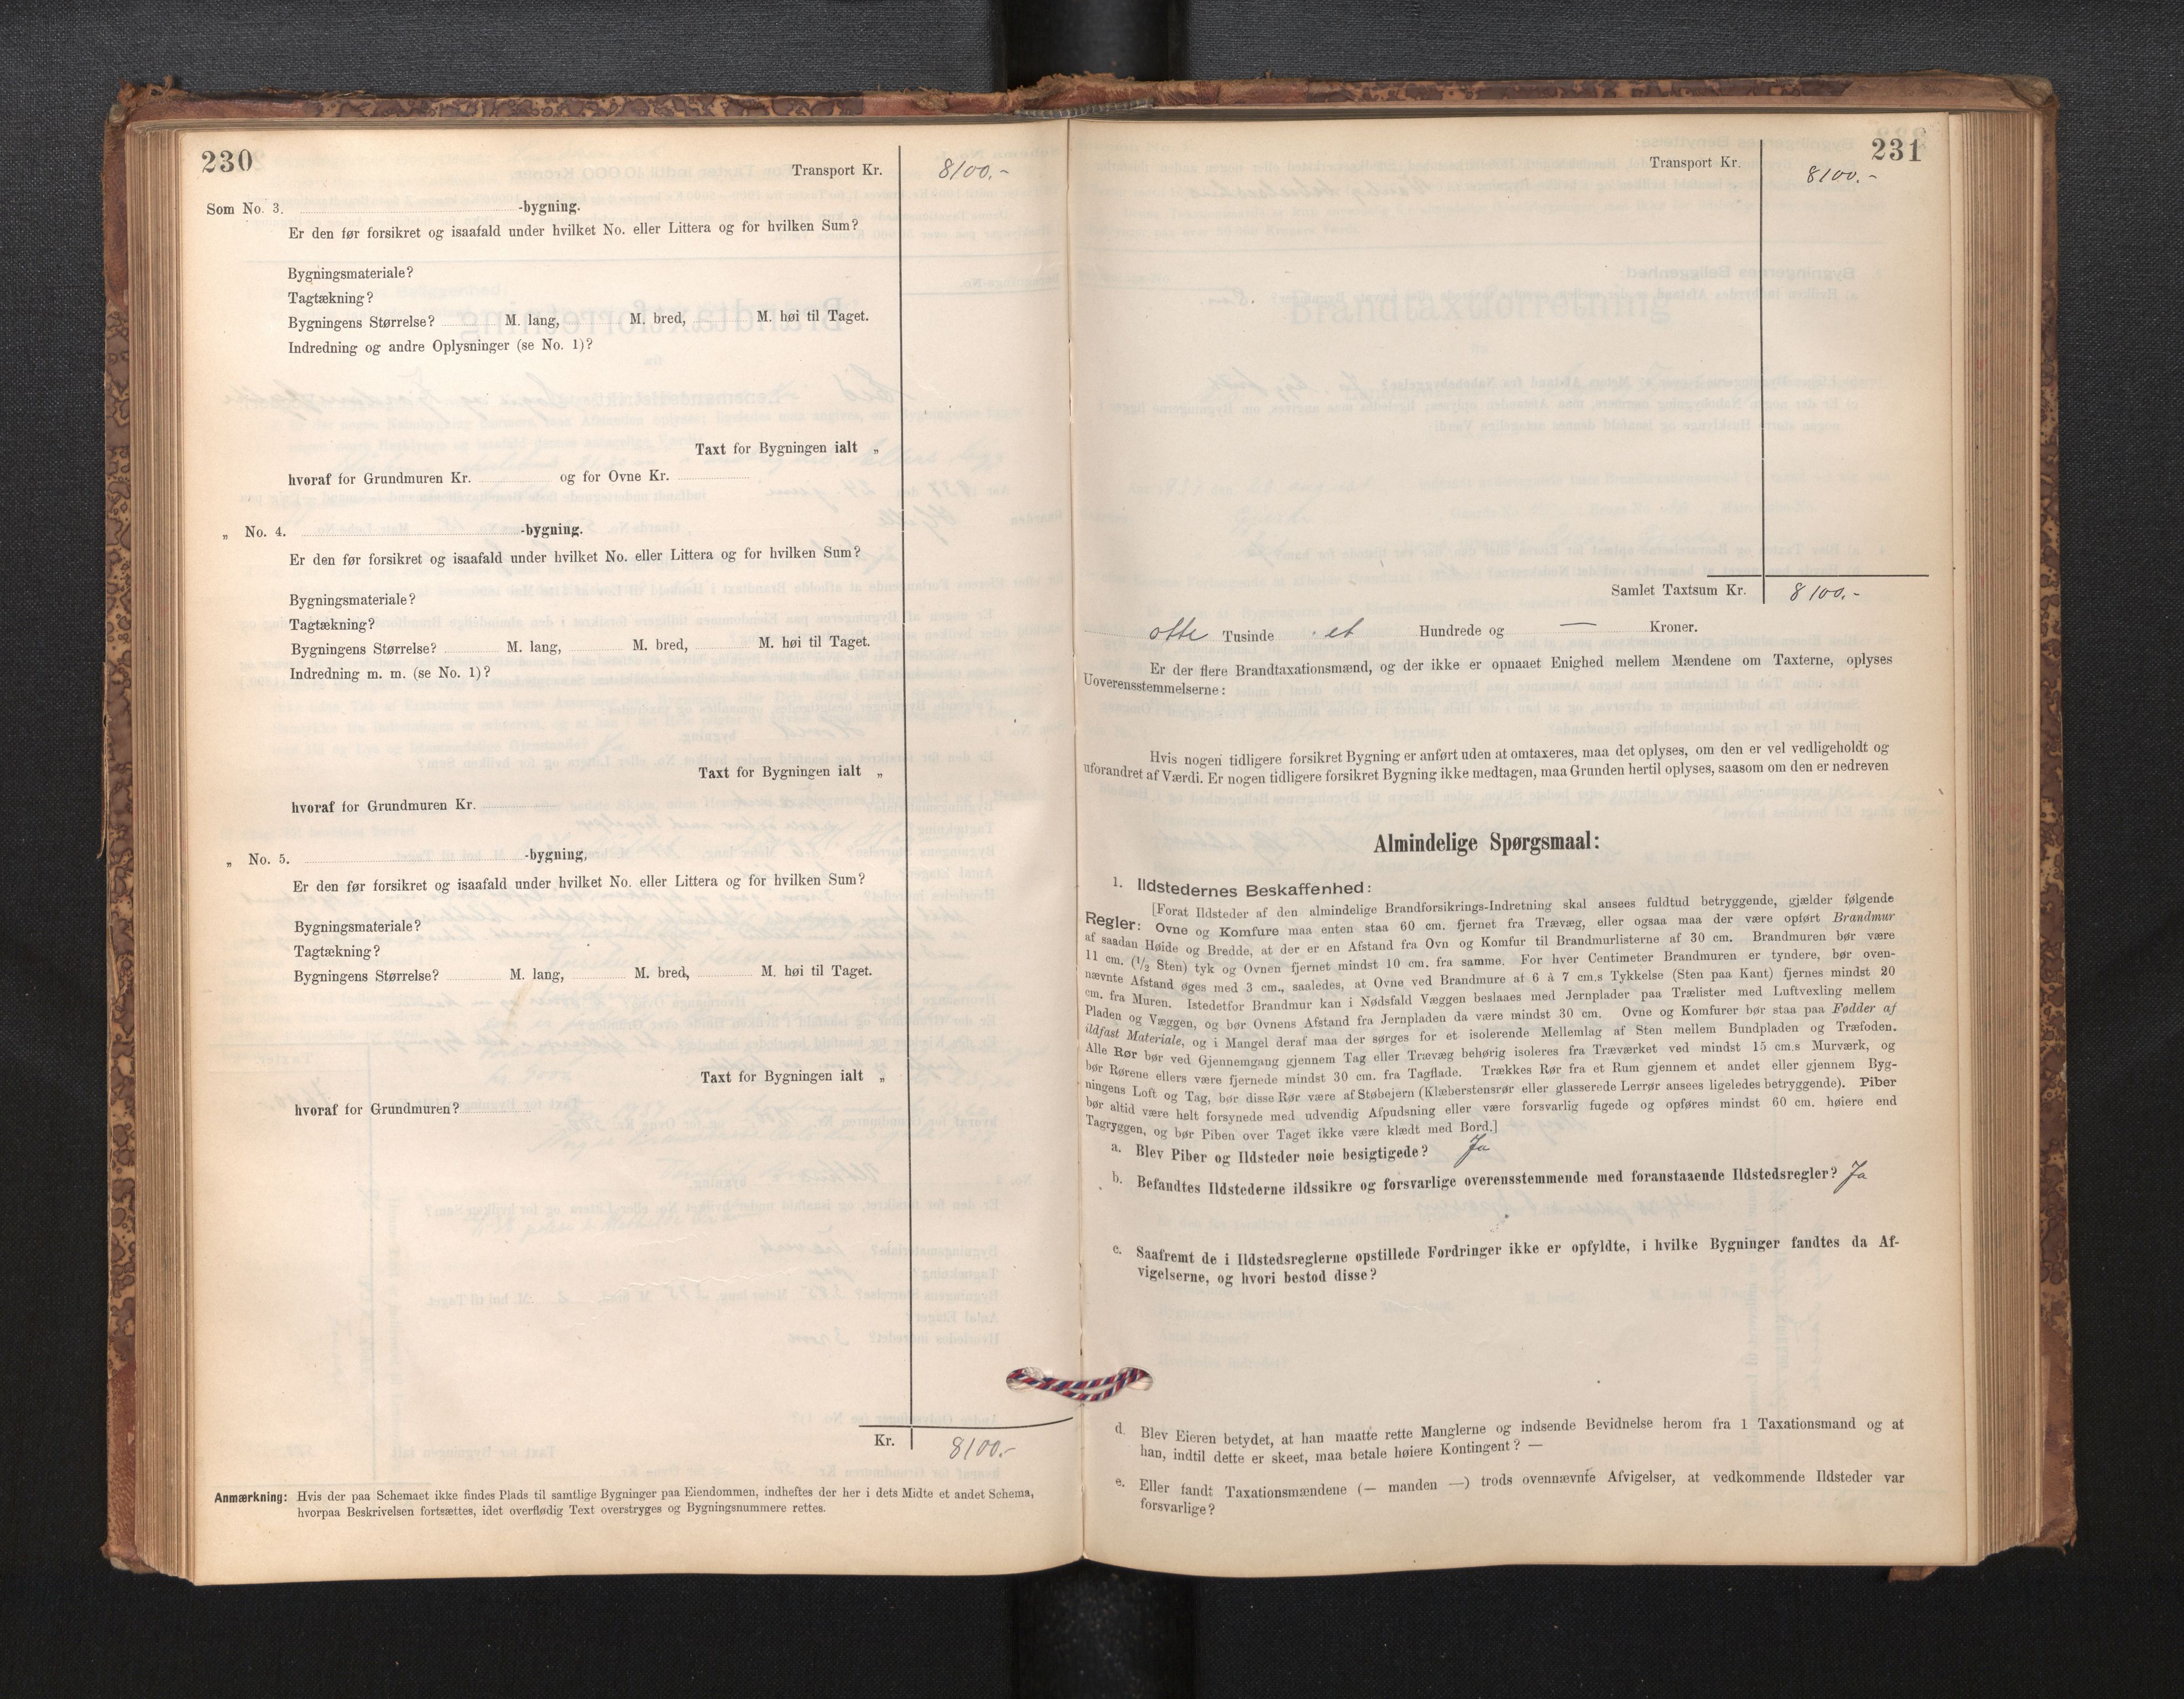 230
Transport Kr. 8100.-
Som No. 3. -bygning.
Er den før forsikret og isaafald under hvilket No. eller Littera og for hvilken Sum?
Bygningsmateriale?
Tagtækning?
Bygningens Størrelse? M. lang, M. bred, M. høi til Taget.
Indredning og andre Oplysninger (se No. 1)?
Taxt for Bygningen ialt „
hvoraf for Grundmuren Kr. og for Ovne Kr.
„ No. 4. -bygning.
Er den før forsikret og isaafald under hvilket No. eller Littera og for hvilken Sum?
Bygningsmateriale?
Tagtækning?
Bygningens Størrelse? M. lang, M. bred, M. høi til Taget.
Indredning m. m. (se No. 1)?
Taxt for Bygningen ialt „
hvoraf for Grundmuren Kr.
„ No. 5. -bygning,
Er den før forsikret og isaafald under hvilket No. eller Littera og for hvilken Sum?
Bygningsmateriale?
Tagtækning?
Bygningens Størrelse? M. lang, M. bred, M. høi til Taget.
Taxt for Bygningen ialt „
hvoraf for Grundmuren?
Kr. 8100.-
Anmærkning: Hvis der paa Schemaet ikke findes Plads til samtlige Bygninger paa Eiendommen, indheftes der her i dets Midte et andet Schema,
hvorpaa Beskrivelsen fortsættes, idet overflødig Text overstryges og Bygningsnummere rettes.
231
Transport Kr. 8100.-
Samlet Taxtsum Kr. 8100.-
otte Tusinde et Hundrede og — Kroner.
Er der flere Brandtaxationsmænd, og der ikke er opnaaet Enighed mellem Mændene om Taxterne, oplyses
Uoverensstemmelserne:
Hvis nogen tidligere forsikret Bygning er anført uden at omtaxeres, maa det oplyses, om den er vel vedligeholdt og
uforandret af Værdi. Er nogen tidligere forsikret Bygning ikke medtagen, maa Grunden hertil oplyses, saasom om den er nedreven
Almindelige Spørgsmaal:
1. Ildstedernes Beskaffenhed:
[Forat Ildsteder af den almindelige Brandforsikrings-Indretning skal ansees fuldtud betryggende, gjælder følgende
Regler: Ovne og Komfure maa enten staa 60 cm. fjernet fra Trævæg, eller ogsaa maa der være opført Brandmur
af saadan Høide og Bredde, at der er en Afstand fra Ovn og Komfur til Brandmurlisterne af 30 cm. Brandmuren bør være
11 cm. (1/2 Sten) tyk og Ovnen fjernet mindst 10 cm. fra samme. For hver Centimeter Brandmuren er tyndere, bør oven-
nævnte Afstand øges med 3 cm., saaledes, at Ovne ved Brandmure af 6 à 7 cm.s Tykkelse (Sten paa Kant) fjernes mindst 20
cm. fra Muren. Istedetfor Brandmur kan i Nødsfald Væggen beslaaes med Jernplader paa Trælister med Luftvexling mellem
Pladen og Væggen, og bør Ovnens Afstand fra Jernpladen da være mindst 30 cm. Ovne og Komfurer bør staa paa Fødder af
ildfast Materiale, og i Mangel deraf maa der sørges for et isolerende Mellemlag af Sten mellem Bundpladen og Træfoden.
Alle Rør bør ved Gjennemgang gjennem Tag eller Trævæg behørig isoleres fra Træværket ved mindst 15 cm.s Murværk, og
bør Rørene ellers være fjernede mindst 30 cm. fra Tagflade. Trækkes Rør fra et Rum gjennem et andet eller gjennem Byg-
ningens Loft og Tag, bør disse Rør være af Støbejern (Klæberstensrør eller glasserede Lerrør ansees ligeledes betryggende). Piber
bør altid være helt forsynede med udvendig Afpudsning eller være forsvarlig fugede og opføres mindst 60 cm. høiere end
Tagryggen, og bør Piben over Taget ikke være klædt med Bord.]
a. Blev Piber og Ildsteder nøie besigtigede? Ja
b. Befandtes Ildstederne ildssikre og forsvarlige overensstemmende med foranstaaende Ildstedsregler? Ja
c. Saafremt de i Ildstedsreglerne opstillede Fordringer ikke er opfyldte, i hvilke Bygninger fandtes da Af-
vigelserne, og hvori bestod disse?
d. Blev Eieren betydet, at han maatte rette Manglerne og indsende Bevidnelse herom fra 1 Taxationsmand og at
han, indtil dette er skeet, maa betale høiere Kontingent? —
e. Eller fandt Taxationsmændene (— manden —) trods ovennævnte Afvigelser, at vedkommende Ildsteder var
forsvarlige?